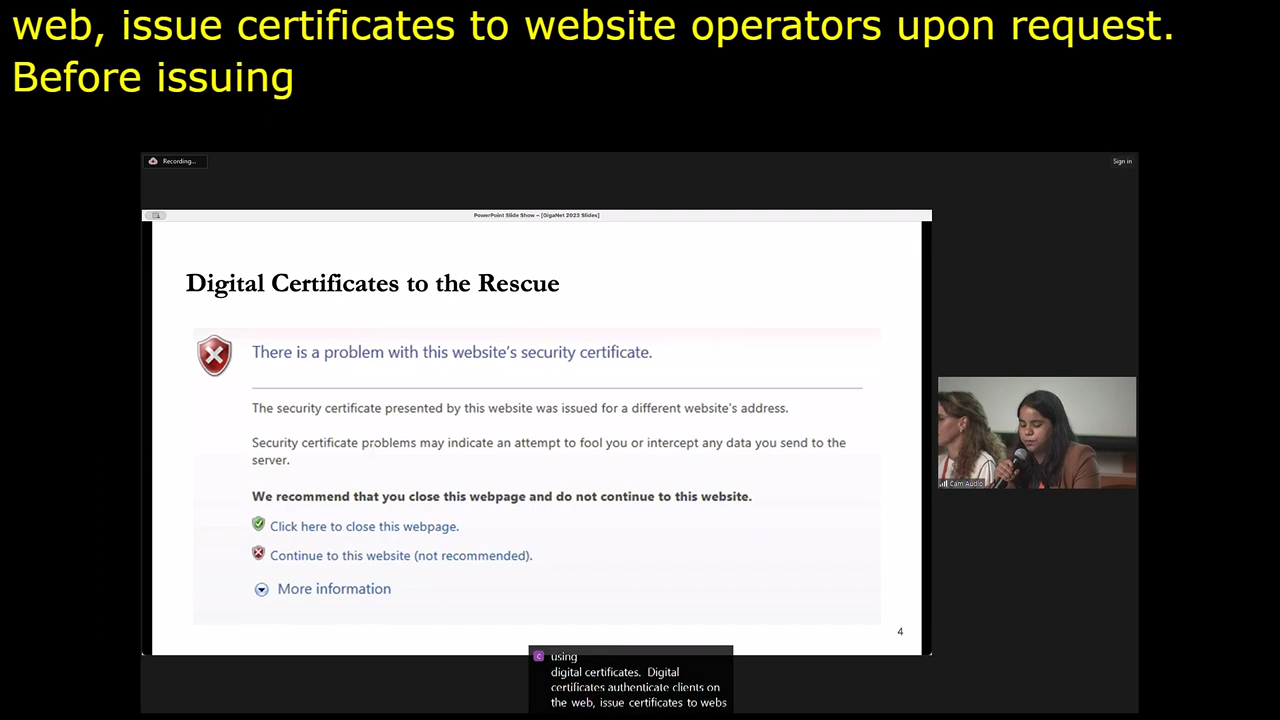 web, issue certificates to website operators upon request.
Before issuing
Recording...
Sign in
PowerPoint Slide Show – [GigaNet 2023 Slides]
Digital Certificates to the Rescue
There is a problem with this website's security certificate.
The security certificate presented by this website was issued for a different website's address.
Security certificate problems may indicate an attempt to fool you or intercept any data you send to the
server.
We recommend that you close this webpage and do not continue to this website.
Click here to close this webpage.
Continue to this website (not recommended).
More information
4
Cam Audio
C using
digital certificates. Digital
certificates authenticate clients on
the web, issue certificates to webs